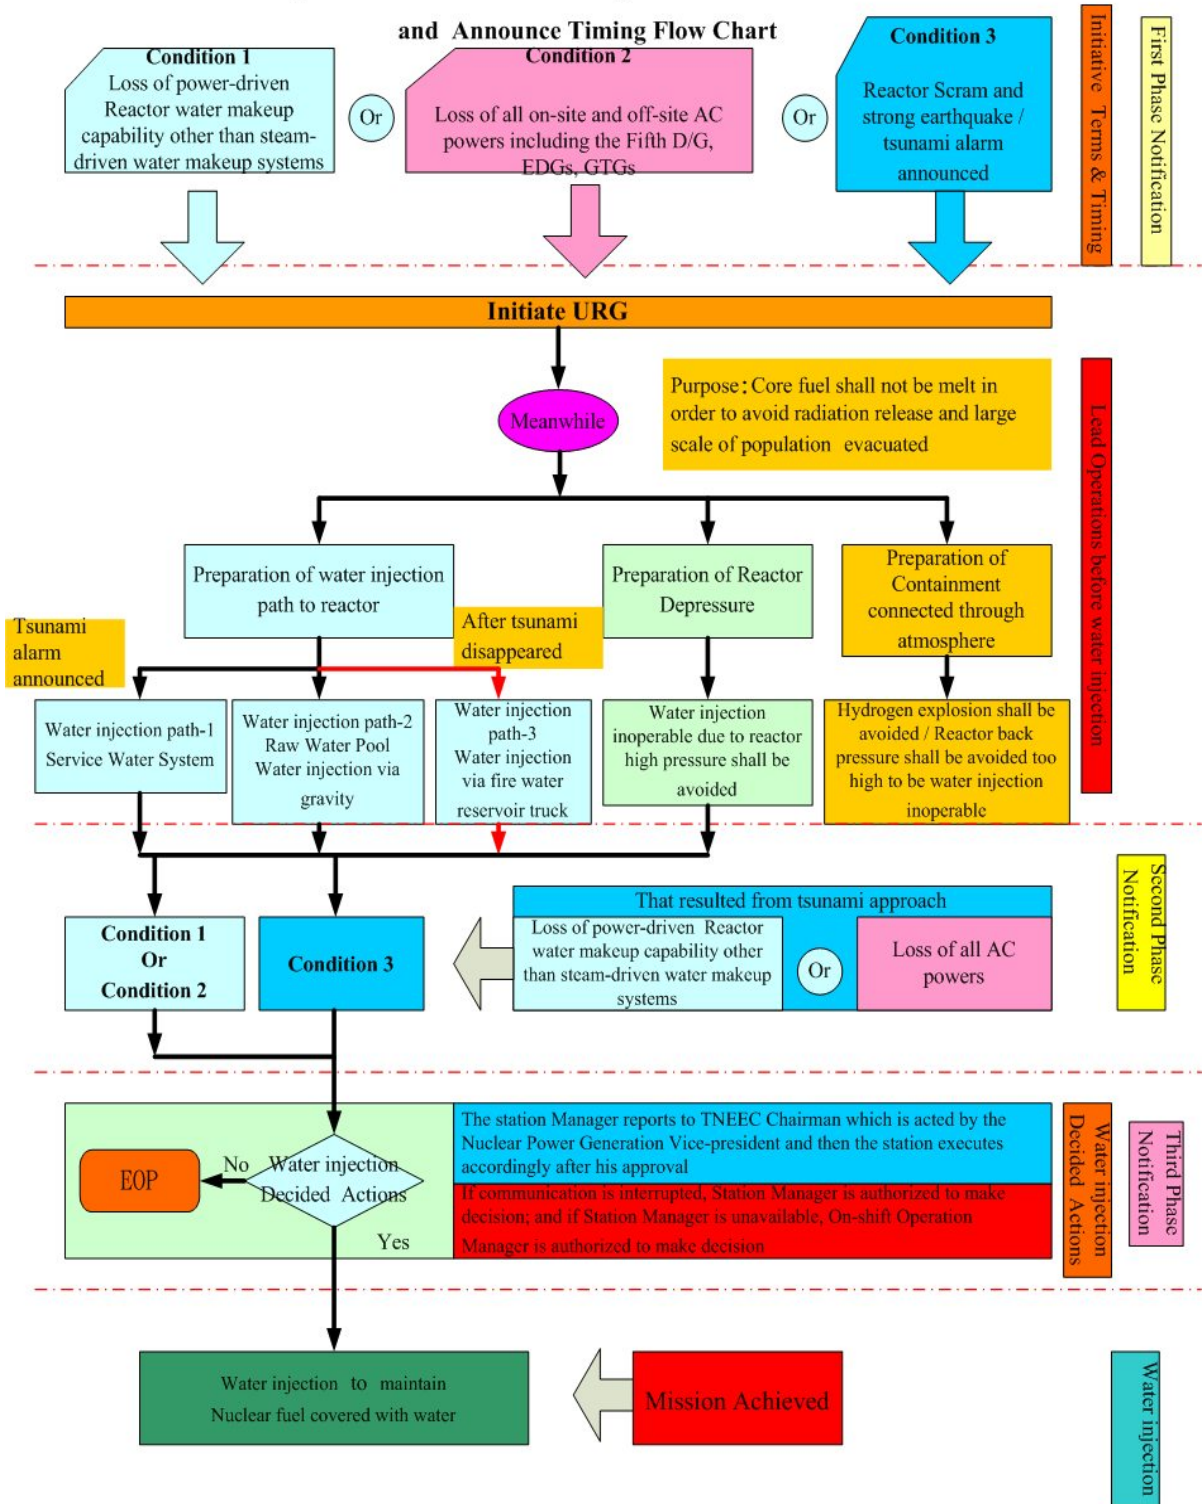 and Announce Timing Flow Chart
Condition 1
Loss of power-driven
Reactor water makeup
capability other than steam-
driven water makeup systems
Or
Condition 2
Loss of all on-site and off-site AC
powers including the Fifth D/G,
EDGs, GTGs
Or
Condition 3
Reactor Scram and
strong earthquake /
tsunami alarm
announced
Initiative Terms & Timing
First Phase Notification
Initiate URG
Meanwhile
Purpose: Core fuel shall not be melt in
order to avoid radiation release and large
scale of population evacuated
Lead Operations before water injection
Preparation of water injection
path to reactor
Preparation of Reactor
Depressure
Preparation of
Containment
connected through
atmosphere
Tsunami
alarm
announced
After tsunami
disappeared
Water injection path-1
Service Water System
Water injection path-2
Raw Water Pool
Water injection via
gravity
Water injection
path-3
Water injection
via fire water
reservoir truck
Water injection
inoperable due to reactor
high pressure shall be
avoided
Hydrogen explosion shall be
avoided / Reactor back
pressure shall be avoided too
high to be water injection
inoperable
Second Phase
Notification
Condition 1
Or
Condition 2
Condition 3
That resulted from tsunami approach
Loss of power-driven Reactor
water makeup capability other
than steam-driven water makeup
systems
Or
Loss of all AC
powers
EOP
No
Water injection
Decided Actions
Yes
The station Manager reports to TNEEC Chairman which is acted by the
Nuclear Power Generation Vice-president and then the station executes
accordingly after his approval
If communication is interrupted, Station Manager is authorized to make
decision; and if Station Manager is unavailable, On-shift Operation
Manager is authorized to make decision
Water injection
Decided Actions
Third Phase
Notification
Water injection to maintain
Nuclear fuel covered with water
Mission Achieved
Water injection